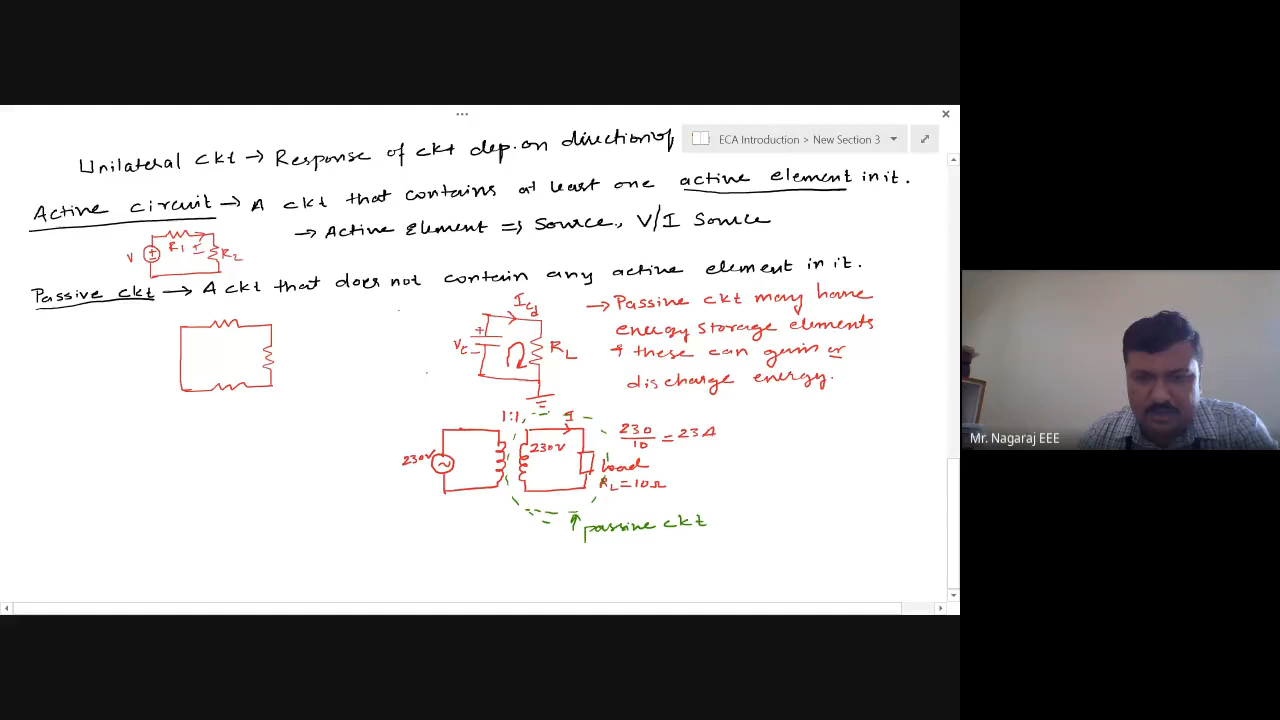 ECA Introduction > New Section 3
Unilateral ckt → Response of ckt dep. on direction of
Active circuit → A ckt that contains at least one active element in it.
→ Active Element ⇒ Source, V/I Source
V
R1
I
R2
Passive ckt → A ckt that does not contain any active element in it.
Icd
+
Vc
-
RL
→ Passive ckt may have
energy storage elements
& these can gain or
discharge energy.
1:1
I
230V
230V
230/10 = 23A
Load
RL = 10Ω
passive ckt
Mr. Nagaraj EEE